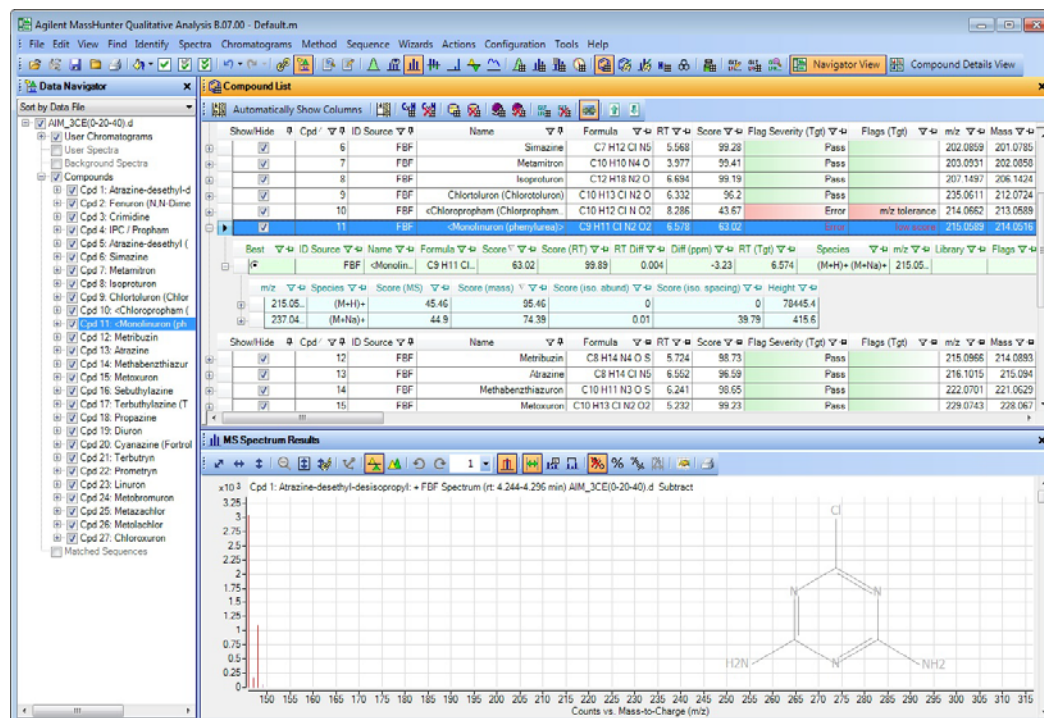 Agilent MassHunter Qualitative Analysis B.07.00 - Default.m
File Edit View Find Identify Spectra Chromatograms Method Sequence Wizards Actions Configuration Tools Help
Navigator View Compound Details View
Data Navigator
Sort by Data File
AIM_3CE(0-20-40).d
User Chromatograms
User Spectra
Background Spectra
Compounds
Cpd 1: Atrazine-desethyl-d
Cpd 2: Fenuron (N,N-Dime
Cpd 3: Crimidine
Cpd 4: IPC / Propham
Cpd 5: Atrazine-desethyl (
Cpd 6: Simazine
Cpd 7: Metamitron
Cpd 8: Isoproturon
Cpd 9: Chlortoluron (Chlor
Cpd 10: <Chloropropham (
Cpd 11: <Monolinuron (ph
Cpd 12: Metribuzin
Cpd 13: Atrazine
Cpd 14: Methabenzthiazur
Cpd 15: Metoxuron
Cpd 16: Sebuthylazine
Cpd 17: Terbuthylazine (T
Cpd 18: Propazine
Cpd 19: Diuron
Cpd 20: Cyanazine (Fortrol
Cpd 21: Terbutryn
Cpd 22: Prometryn
Cpd 23: Linuron
Cpd 24: Metobromuron
Cpd 25: Metazachlor
Cpd 26: Metolachlor
Cpd 27: Chloroxuron
Matched Sequences
Compound List
Automatically Show Columns
Show/Hide Cpd ID Source Name Formula RT Score Flag Severity (Tgt) Flags (Tgt) m/z Mass
6 FBF Simazine C7 H12 Cl N5 5.568 99.28 Pass 202.0859 201.0785
7 FBF Metamitron C10 H10 N4 O 3.977 99.41 Pass 203.0931 202.0858
8 FBF Isoproturon C12 H18 N2 O 6.694 99.19 Pass 207.1497 206.1424
9 FBF Chlortoluron (Chlorotoluron) C10 H13 Cl N2 O 6.332 96.2 Pass 235.0611 212.0724
10 FBF <Chloropropham (Chlorpropham... C10 H12 Cl N O2 8.286 43.67 Error m/z tolerance 214.0662 213.0589
11 FBF <Monolinuron (phenylurea)> C9 H11 Cl N2 O2 6.578 63.02 Error low score 215.0589 214.0516
Best ID Source Name Formula Score Score (RT) RT Diff Diff (ppm) RT (Tgt) Species m/z Library Flags
FBF <Monolin... C9 H11 Cl... 63.02 99.89 0.004 -3.23 6.574 (M+H)+ (M+Na)+ 215.05...
m/z Species Score (MS) Score (mass) Score (iso. abund) Score (iso. spacing) Height
215.05... (M+H)+ 45.46 95.46 0 0 78445.4
237.04... (M+Na)+ 44.9 74.39 0.01 39.79 415.6
Show/Hide Cpd ID Source Name Formula RT Score Flag Severity (Tgt) Flags (Tgt) m/z Mass
12 FBF Metribuzin C8 H14 N4 O S 5.724 98.73 Pass 215.0966 214.0893
13 FBF Atrazine C8 H14 Cl N5 6.552 96.59 Pass 216.1015 215.094
14 FBF Methabenzthiazuron C10 H11 N3 O S 6.241 98.65 Pass 222.0701 221.0629
15 FBF Metoxuron C10 H13 Cl N2 O2 5.232 99.23 Pass 229.0743 228.067
MS Spectrum Results
1
x10 3 Cpd 1: Atrazine-desethyl-desisopropyl: + FBF Spectrum (rt: 4.244-4.296 min) AIM_3CE(0-20-40).d Subtract
3.25
3
2.75
2.5
2.25
2
1.75
1.5
1.25
1
0.75
0.5
0.25
0
Cl
N N
H2N N NH2
150 155 160 165 170 175 180 185 190 195 200 205 210 215 220 225 230 235 240 245 250 255 260 265 270 275 280 285 290 295 300 305 310 315
Counts vs. Mass-to-Charge (m/z)